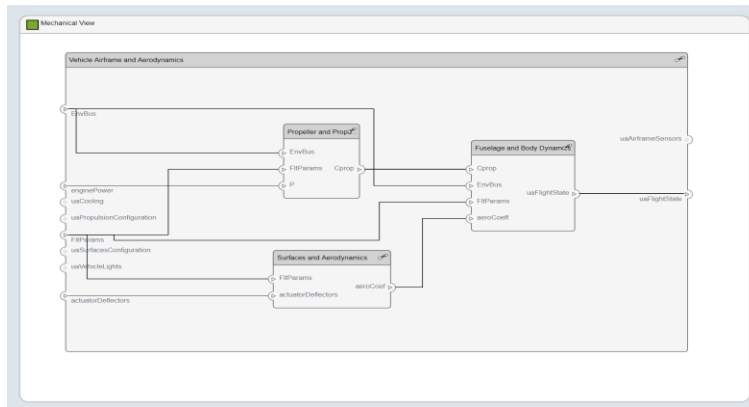 Mechanical View
Vehicle Airframe and Aerodynamics
EnvBus
enginePower
uaCooling
uaPropulsionConfiguration
FltParams
uaSurfacesConfiguration
uaVehicleLights
actuatorDeflectors
Propeller and Prop
EnvBus
FltParams
Cprop
P
Surfaces and Aerodynamics
FltParams
aeroCoef
actuatorDeflectors
Fuselage and Body Dynamics
Cprop
EnvBus
uaFlightState
FltParams
aeroCoeff
uaAirframeSensors
uaFlightState